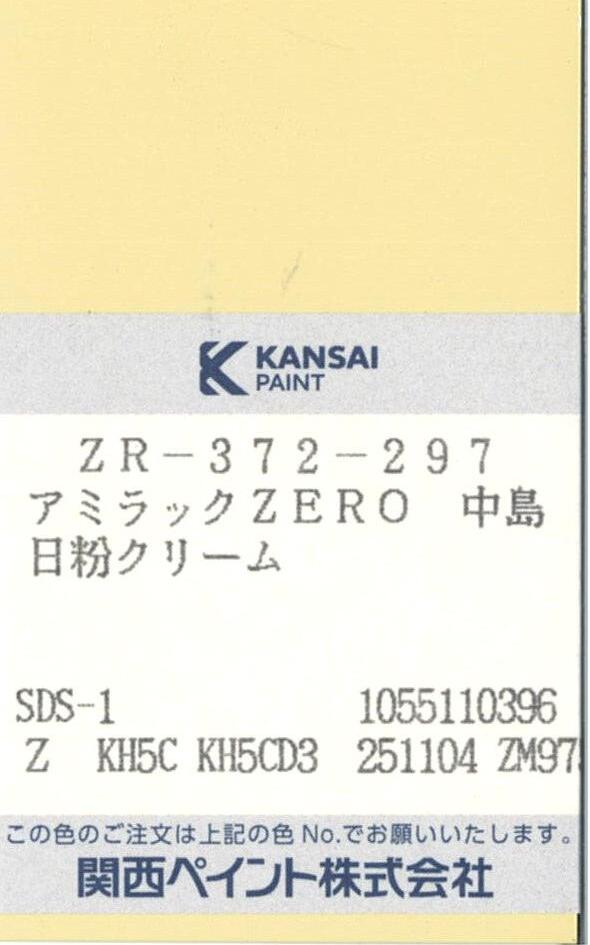 KANSAI
PAINT
ZR-372-297
アミラックZERO 中島
日粉クリーム
SDS-1 1055110396
Z KH5C KH5CD3 251104
この色のご注文は上記の色No.でお願いいたします。
関西ペイント株式会社